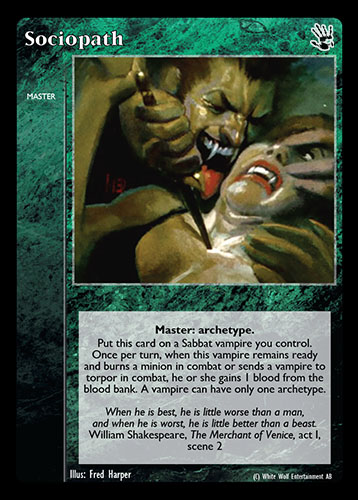 Sociopath
MASTER
Master: archetype.
Put this card on a Sabbat vampire you control.
Once per turn, when this vampire remains ready
and burns a minion in combat or sends a vampire to
torpor in combat, he or she gains 1 blood from the
blood bank. A vampire can have only one archetype.
When he is best, he is little worse than a man,
and when he is worst, he is little better than a beast.
William Shakespeare, The Merchant of Venice, act I,
scene 2
Illus: Fred Harper
(C) White Wolf Entertainment AB